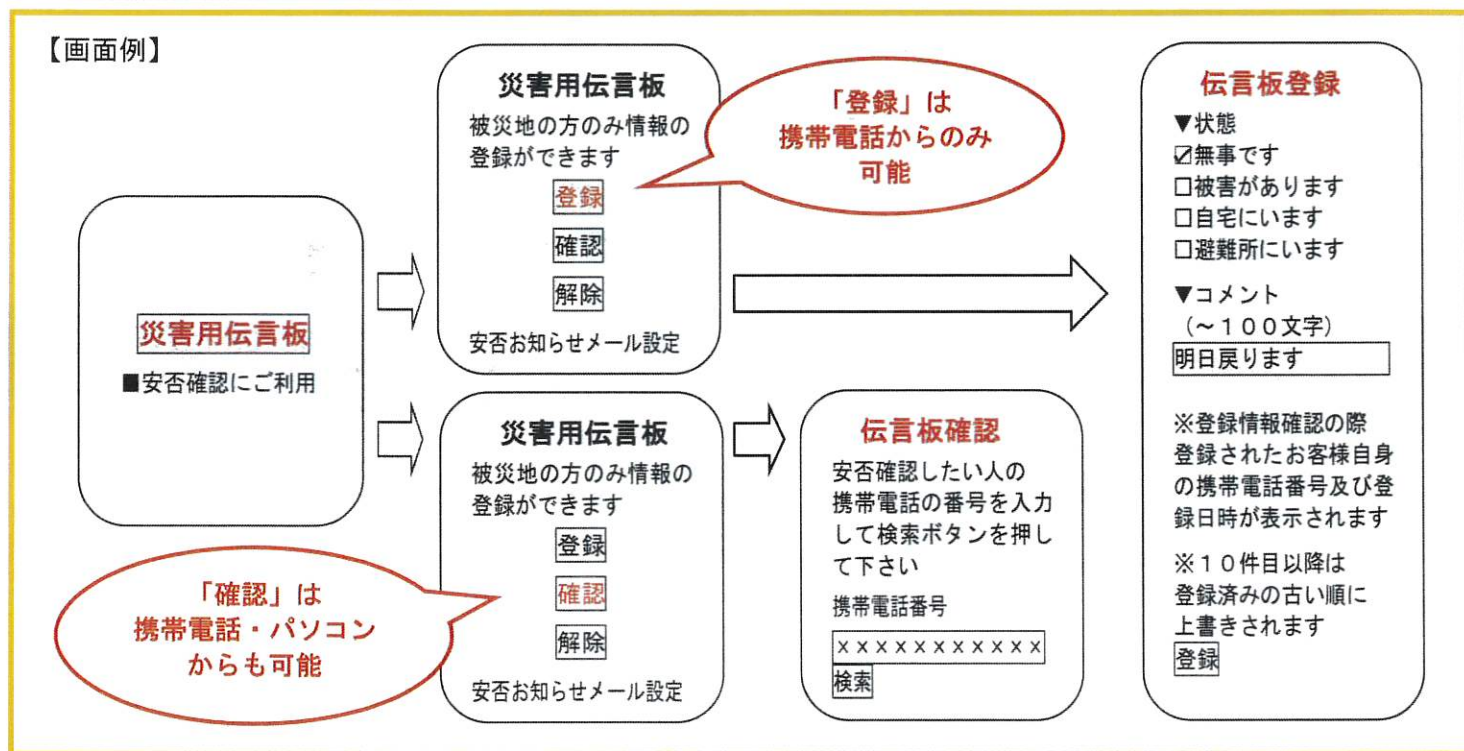 【画面例】
災害用伝言板
■安否確認にご利用
災害用伝言板
被災地の方のみ情報の
登録ができます
登録
確認
解除
安否お知らせメール設定
「登録」は
携帯電話からのみ
可能
災害用伝言板
被災地の方のみ情報の
登録ができます
登録
確認
解除
安否お知らせメール設定
「確認」は
携帯電話・パソコン
からも可能
伝言板確認
安否確認したい人の
携帯電話の番号を入力
して検索ボタンを押し
て下さい
携帯電話番号
×××××××××××
検索
伝言板登録
▼状態
☑無事です
□被害があります
□自宅にいます
□避難所にいます
▼コメント
（～１００文字）
明日戻ります
※登録情報確認の際
登録されたお客様自身
の携帯電話番号及び登
録日時が表示されます
※１０件目以降は
登録済みの古い順に
上書きされます
登録